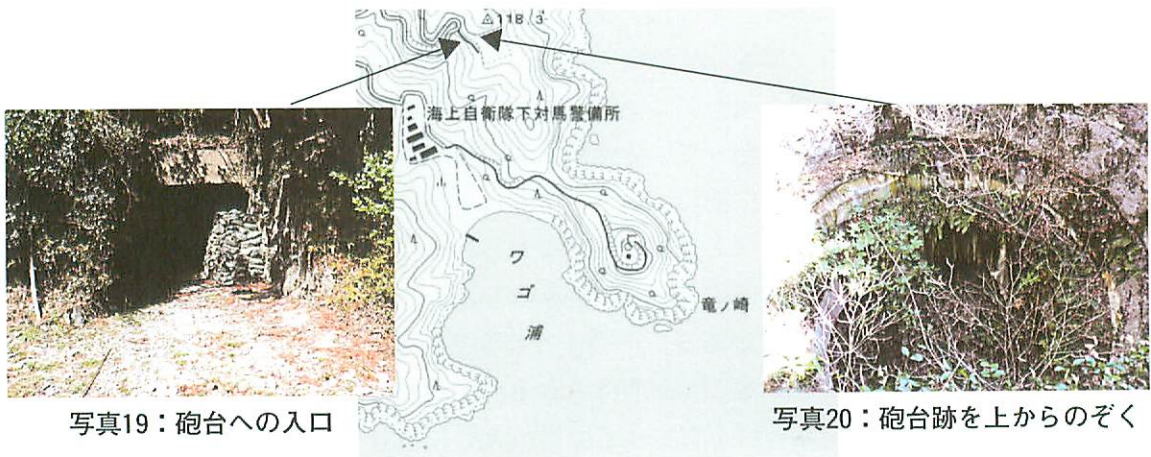 △118.3
海上自衛隊下対馬警備所
ワゴ浦
竜ノ崎
写真19：砲台への入口
写真20：砲台跡を上からのぞく